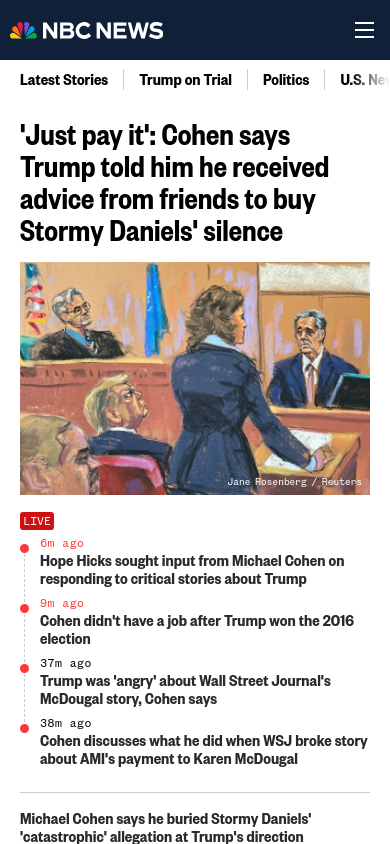 NBC NEWS
Latest Stories
Trump on Trial
Politics
U.S. News
'Just pay it': Cohen says
Trump told him he received
advice from friends to buy
Stormy Daniels' silence
Jane Rosenberg / Reuters
LIVE
6m ago
Hope Hicks sought input from Michael Cohen on
responding to critical stories about Trump
9m ago
Cohen didn't have a job after Trump won the 2016
election
37m ago
Trump was 'angry' about Wall Street Journal's
McDougal story, Cohen says
38m ago
Cohen discusses what he did when WSJ broke story
about AMI's payment to Karen McDougal
Michael Cohen says he buried Stormy Daniels'
'catastrophic' allegation at Trump's direction